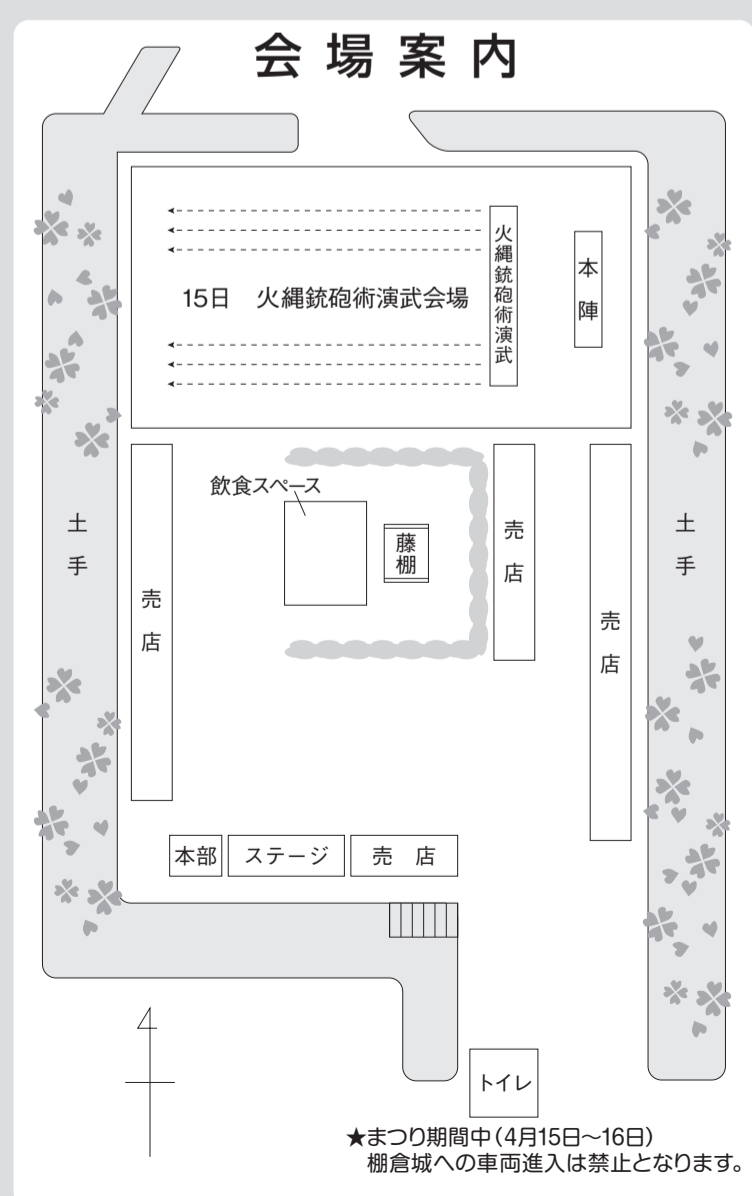 会場案内
火縄銃砲術演武
本陣
15日　火縄銃砲術演武会場
飲食スペース
藤棚
売店
土手
土手
売店
売店
本部
ステージ
売　店
トイレ
★まつり期間中（4月15日～16日）
棚倉城への車両進入は禁止となります。